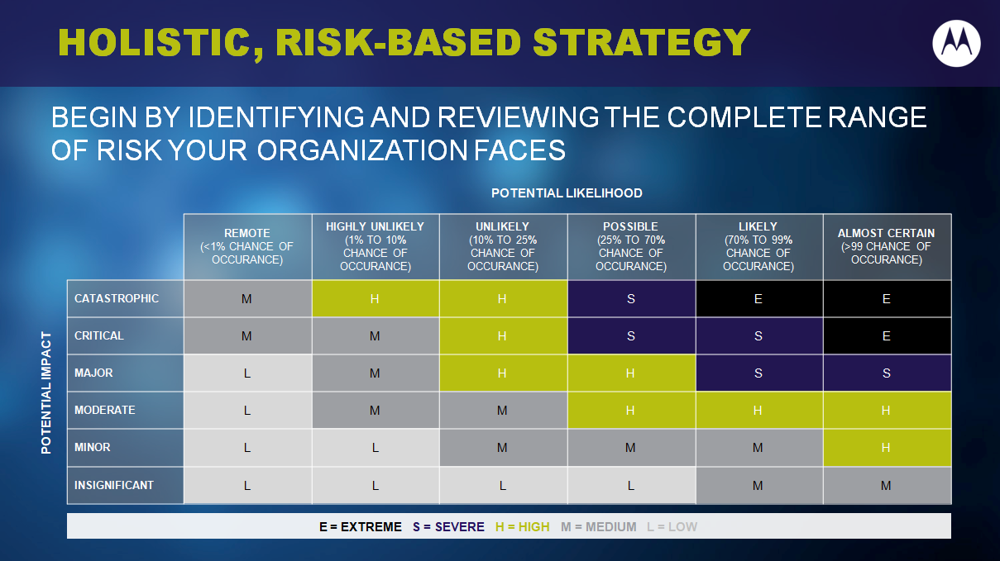 HOLISTIC, RISK-BASED STRATEGY
BEGIN BY IDENTIFYING AND REVIEWING THE COMPLETE RANGE
OF RISK YOUR ORGANIZATION FACES
POTENTIAL LIKELIHOOD
REMOTE
(<1% CHANCE OF
OCCURANCE)
HIGHLY UNLIKELY
(1% TO 10%
CHANCE OF
OCCURANCE)
UNLIKELY
(10% TO 25%
CHANCE OF
OCCURANCE)
POSSIBLE
(25% TO 70%
CHANCE OF
OCCURANCE)
LIKELY
(70% TO 99%
CHANCE OF
OCCURANCE)
ALMOST CERTAIN
(>99 CHANCE OF
OCCURANCE)
POTENTIAL IMPACT
CATASTROPHIC M H H S E E
CRITICAL M M H S S E
MAJOR L M H H S S
MODERATE L M M H H H
MINOR L L M M M H
INSIGNIFICANT L L L L M M
E = EXTREME S = SEVERE H = HIGH M = MEDIUM L = LOW